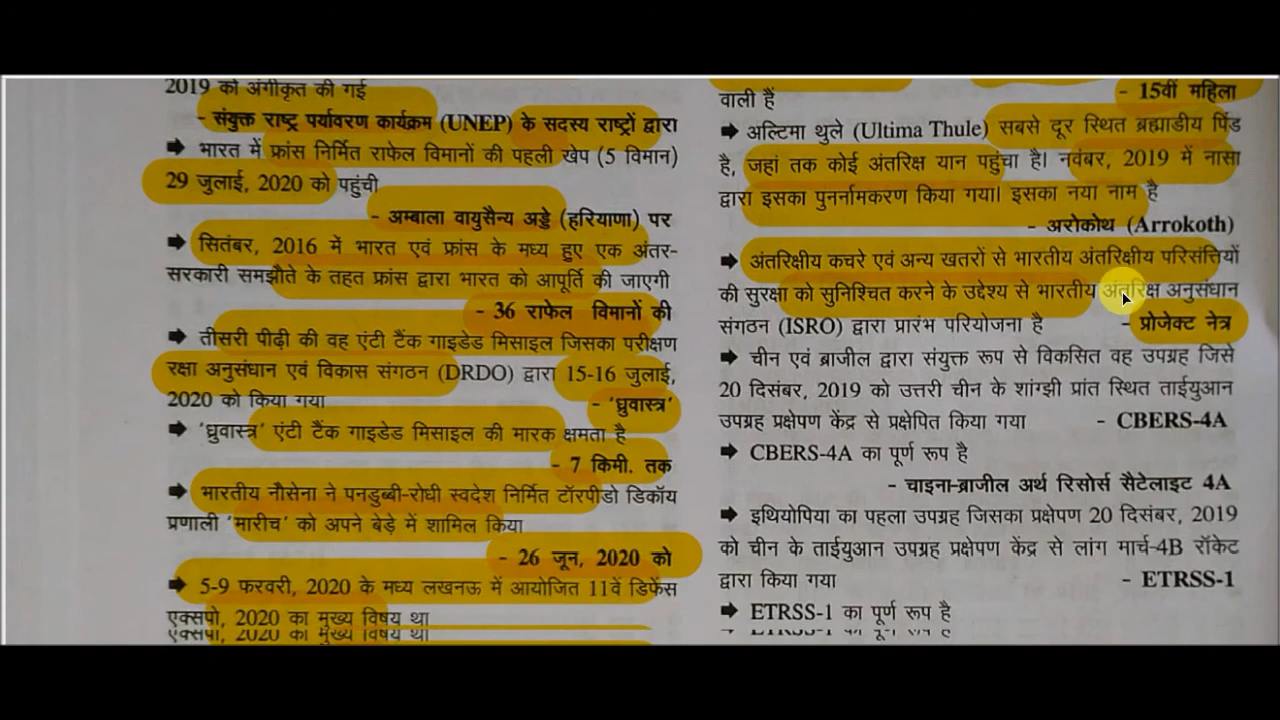 2019 को अंगीकृत की गई
- संयुक्त राष्ट्र पर्यावरण कार्यक्रम (UNEP) के सदस्य राष्ट्रों द्वारा
➡ भारत में फ्रांस निर्मित राफेल विमानों की पहली खेप (5 विमान)
29 जुलाई, 2020 को पहुंची
- अम्बाला वायुसैन्य अड्डे (हरियाणा) पर
➡ सितंबर, 2016 में भारत एवं फ्रांस के मध्य हुए एक अंतर-
सरकारी समझौते के तहत फ्रांस द्वारा भारत को आपूर्ति की जाएगी
- 36 राफेल विमानों की
➡ तीसरी पीढ़ी की वह एंटी टैंक गाइडेड मिसाइल जिसका परीक्षण
रक्षा अनुसंधान एवं विकास संगठन (DRDO) द्वारा 15-16 जुलाई,
2020 को किया गया
- 'ध्रुवास्त्र'
➡ 'ध्रुवास्त्र' एंटी टैंक गाइडेड मिसाइल की मारक क्षमता है
- 7 किमी. तक
➡ भारतीय नौसेना ने पनडुब्बी-रोधी स्वदेश निर्मित टॉरपीडो डिकॉय
प्रणाली 'मारीच' को अपने बेड़े में शामिल किया
- 26 जून, 2020 को
➡ 5-9 फरवरी, 2020 के मध्य लखनऊ में आयोजित 11वें डिफेंस
एक्सपो, 2020 का मुख्य विषय था
एक्सपो, 2020 का मुख्य विषय था
- 15वीं महिला
वाली हैं
➡ अल्टिमा थुले (Ultima Thule) सबसे दूर स्थित ब्रह्माडीय पिंड
है, जहां तक कोई अंतरिक्ष यान पहुंचा है। नवंबर, 2019 में नासा
द्वारा इसका पुनर्नामकरण किया गया। इसका नया नाम है
- अरोकोथ (Arrokoth)
➡ अंतरिक्षीय कचरे एवं अन्य खतरों से भारतीय अंतरिक्षीय परिसंत्तियों
की सुरक्षा को सुनिश्चित करने के उद्देश्य से भारतीय अंतरिक्ष अनुसंधान
संगठन (ISRO) द्वारा प्रारंभ परियोजना है - प्रोजेक्ट नेत्र
➡ चीन एवं ब्राजील द्वारा संयुक्त रूप से विकसित वह उपग्रह जिसे
20 दिसंबर, 2019 को उत्तरी चीन के शांग्झी प्रांत स्थित ताईयुआन
उपग्रह प्रक्षेपण केंद्र से प्रक्षेपित किया गया - CBERS-4A
➡ CBERS-4A का पूर्ण रूप है
- चाइना-ब्राजील अर्थ रिसोर्स सैटेलाइट 4A
➡ इथियोपिया का पहला उपग्रह जिसका प्रक्षेपण 20 दिसंबर, 2019
को चीन के ताईयुआन उपग्रह प्रक्षेपण केंद्र से लांग मार्च-4B रॉकेट
द्वारा किया गया - ETRSS-1
➡ ETRSS-1 का पूर्ण रूप है